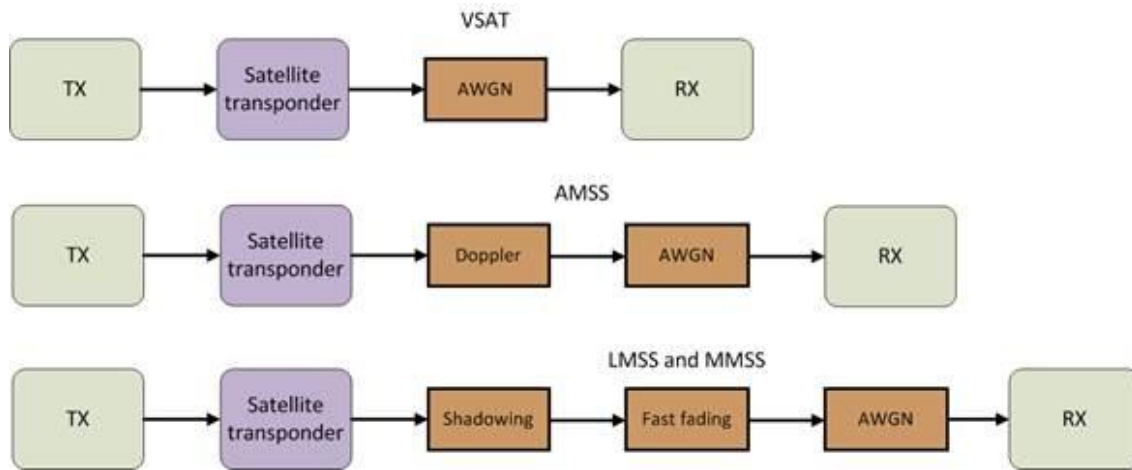 VSAT
TX
Satellite
transponder
AWGN
RX
AMSS
TX
Satellite
transponder
Doppler
AWGN
RX
LMSS and MMSS
TX
Satellite
transponder
Shadowing
Fast fading
AWGN
RX